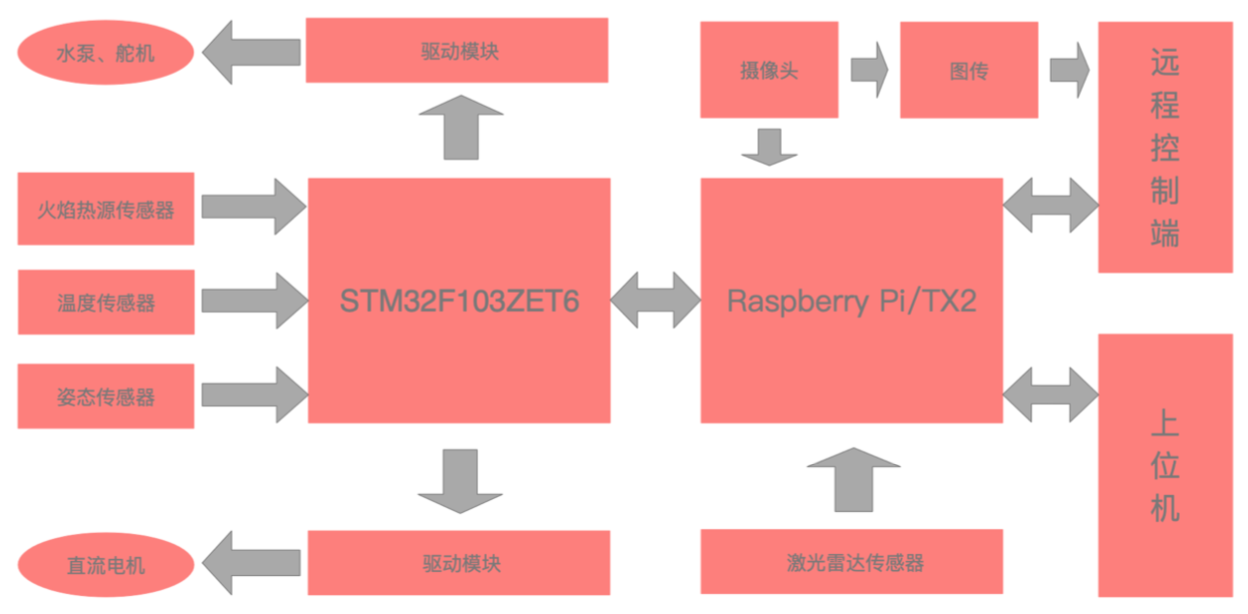 水泵、舵机
驱动模块
摄像头
图传
远程控制端
火焰热源传感器
温度传感器
姿态传感器
STM32F103ZET6
Raspberry Pi/TX2
上位机
直流电机
驱动模块
激光雷达传感器